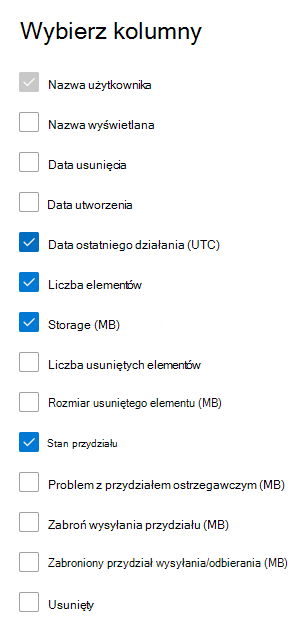 Wybierz kolumny
Nazwa użytkownika
Nazwa wyświetlana
Data usunięcia
Data utworzenia
Data ostatniego działania (UTC)
Liczba elementów
Storage (MB)
Liczba usuniętych elementów
Rozmiar usuniętego elementu (MB)
Stan przydziału
Problem z przydziałem ostrzegawczym (MB)
Zabroń wysyłania przydziału (MB)
Zabroniony przydział wysyłania/odbierania (MB)
Usunięty